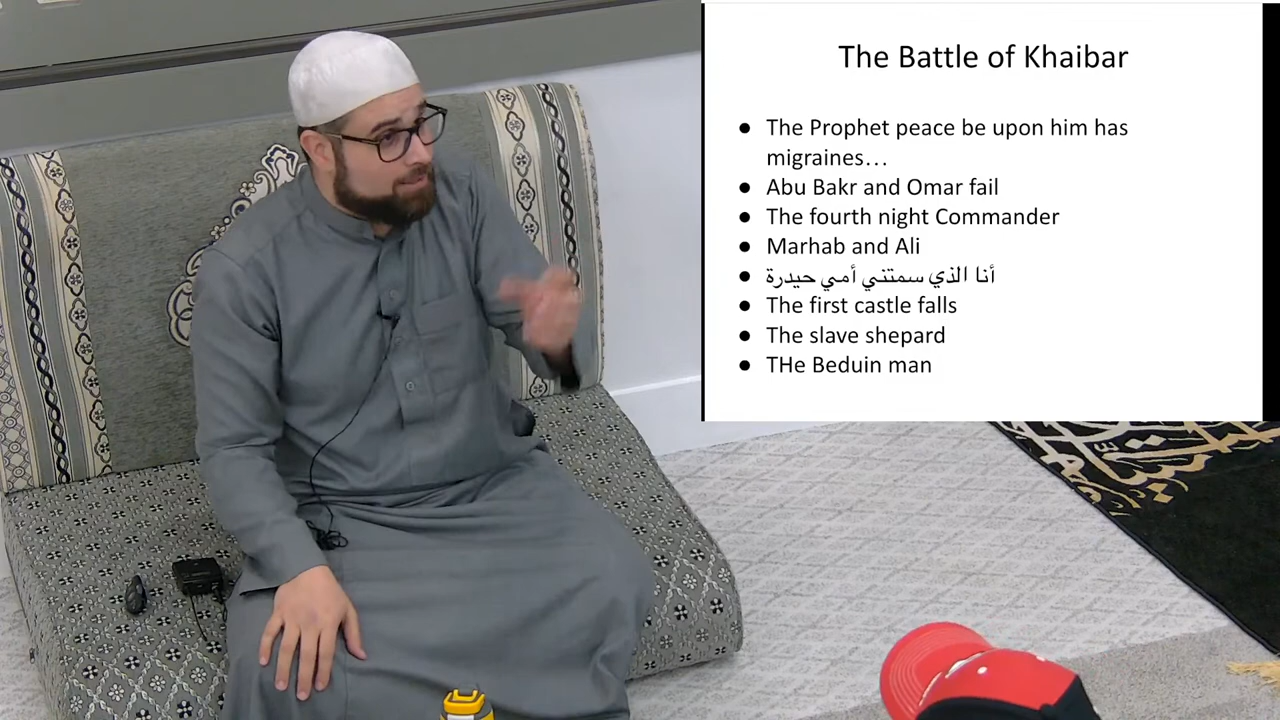 The Battle of Khaibar
● The Prophet peace be upon him has
migraines…
● Abu Bakr and Omar fail
● The fourth night Commander
● Marhab and Ali
● أنا الذي سمتني أمي حيدرة
● The first castle falls
● The slave shepard
● THe Beduin man